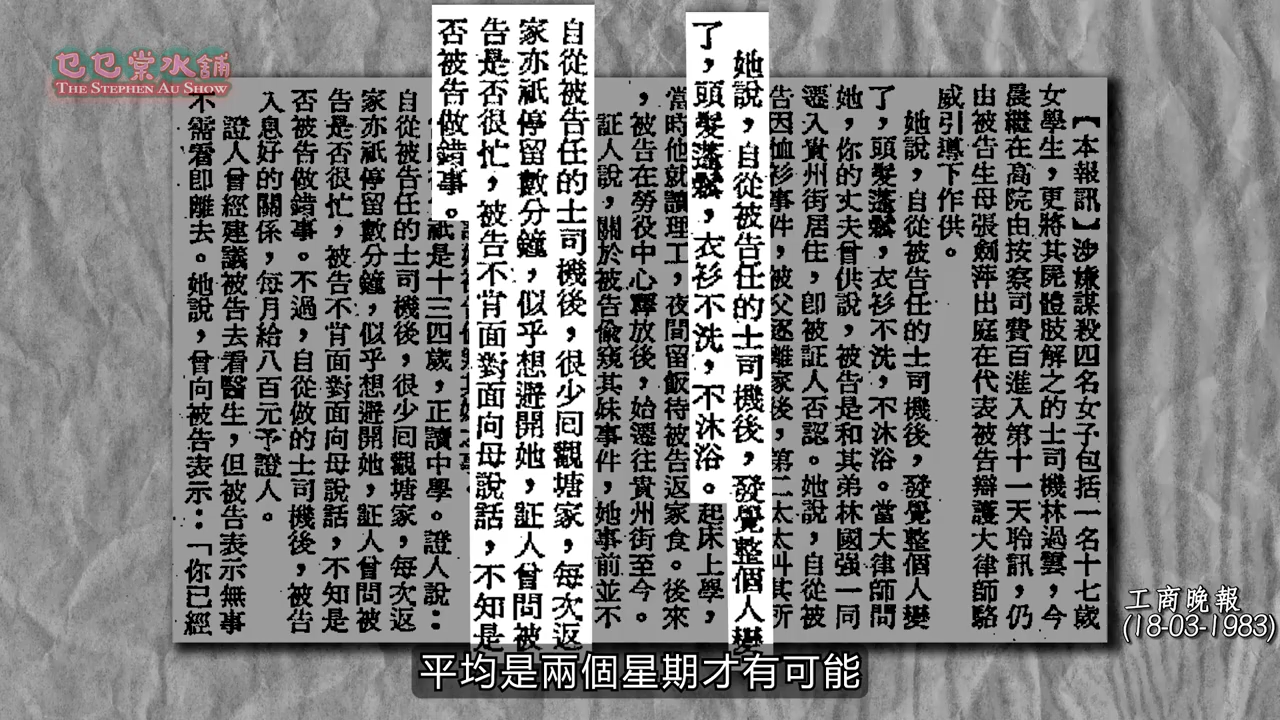 乜乜棠水舖
THE STEPHEN AU SHOW
【本報訊】涉嫌謀殺四名女子包括一名十七歲
女學生，更將其屍體肢解之的士司機林過雲，今
晨繼在高院由按察司費百進入第十一天聆訊，仍
由被告生母張劍萍出庭在代表被告辯護大律師駱
威引導下作供。
她說，自從被告任的士司機後，發覺整個人變
了，頭髮蓬鬆，衣衫不洗，不沐浴。當大律師問
她，你的丈夫曾供說，被告是和其弟林國强一同
遷入貴州街居住，卽被証人否認。她說，自從被
告因恤衫事件，被父逐離家後，第二太太叫其所
她說，自從被告任的士司機後，發覺整個人變
了，頭髮蓬鬆，衣衫不洗，不沐浴。
起床上學，
當時他就讀理工，夜間留飯待被告返家食。後來
，被告在勞役中心釋放後，始遷往貴州街至今。
証人說，關於被告偷窺其妹事件，她事前並不
自從被告任的士司機後，很少囘觀塘家，每次返
家亦祇停留數分鐘，似乎想避開她，証人曾問被
告是否很忙，被告不肯面對面向母說話，不知是
否被告做錯事。
祇是十三四歲，正讀中學。證人說：
自從被告任的士司機後，很少囘觀塘家，每次返
家亦祇停留數分鐘，似乎想避開她，証人曾問被
告是否很忙，被告不肯面對面向母說話，不知是
否被告做錯事。不過，自從做的士司機後，被告
入息好的關係，每月給八百元予證人。
證人曾經建議被告去看醫生，但被告表示無事
不需看卽離去。她說，曾向被告表示：「你已經
工商晚報
(18-03-1983)
平均是兩個星期才有可能